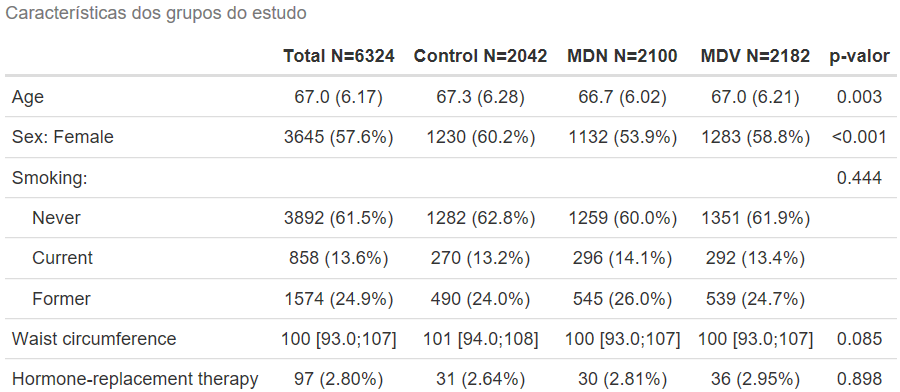 Características dos grupos do estudo
Total N=6324 Control N=2042 MDN N=2100 MDV N=2182 p-valor
Age 67.0 (6.17) 67.3 (6.28) 66.7 (6.02) 67.0 (6.21) 0.003
Sex: Female 3645 (57.6%) 1230 (60.2%) 1132 (53.9%) 1283 (58.8%) <0.001
Smoking: 0.444
Never 3892 (61.5%) 1282 (62.8%) 1259 (60.0%) 1351 (61.9%)
Current 858 (13.6%) 270 (13.2%) 296 (14.1%) 292 (13.4%)
Former 1574 (24.9%) 490 (24.0%) 545 (26.0%) 539 (24.7%)
Waist circumference 100 [93.0;107] 101 [94.0;108] 100 [93.0;107] 100 [93.0;107] 0.085
Hormone-replacement therapy 97 (2.80%) 31 (2.64%) 30 (2.81%) 36 (2.95%) 0.898